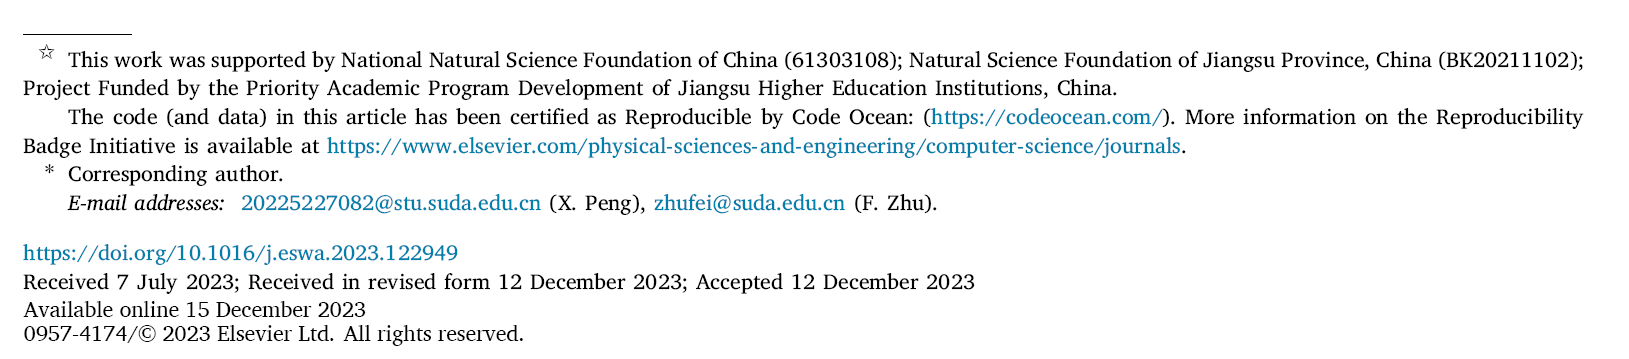 ☆ This work was supported by National Natural Science Foundation of China (61303108); Natural Science Foundation of Jiangsu Province, China (BK20211102);
Project Funded by the Priority Academic Program Development of Jiangsu Higher Education Institutions, China.
The code (and data) in this article has been certified as Reproducible by Code Ocean: (https://codeocean.com/). More information on the Reproducibility
Badge Initiative is available at https://www.elsevier.com/physical-sciences-and-engineering/computer-science/journals.
* Corresponding author.
E-mail addresses: 20225227082@stu.suda.edu.cn (X. Peng), zhufei@suda.edu.cn (F. Zhu).
https://doi.org/10.1016/j.eswa.2023.122949
Received 7 July 2023; Received in revised form 12 December 2023; Accepted 12 December 2023
Available online 15 December 2023
0957-4174/© 2023 Elsevier Ltd. All rights reserved.